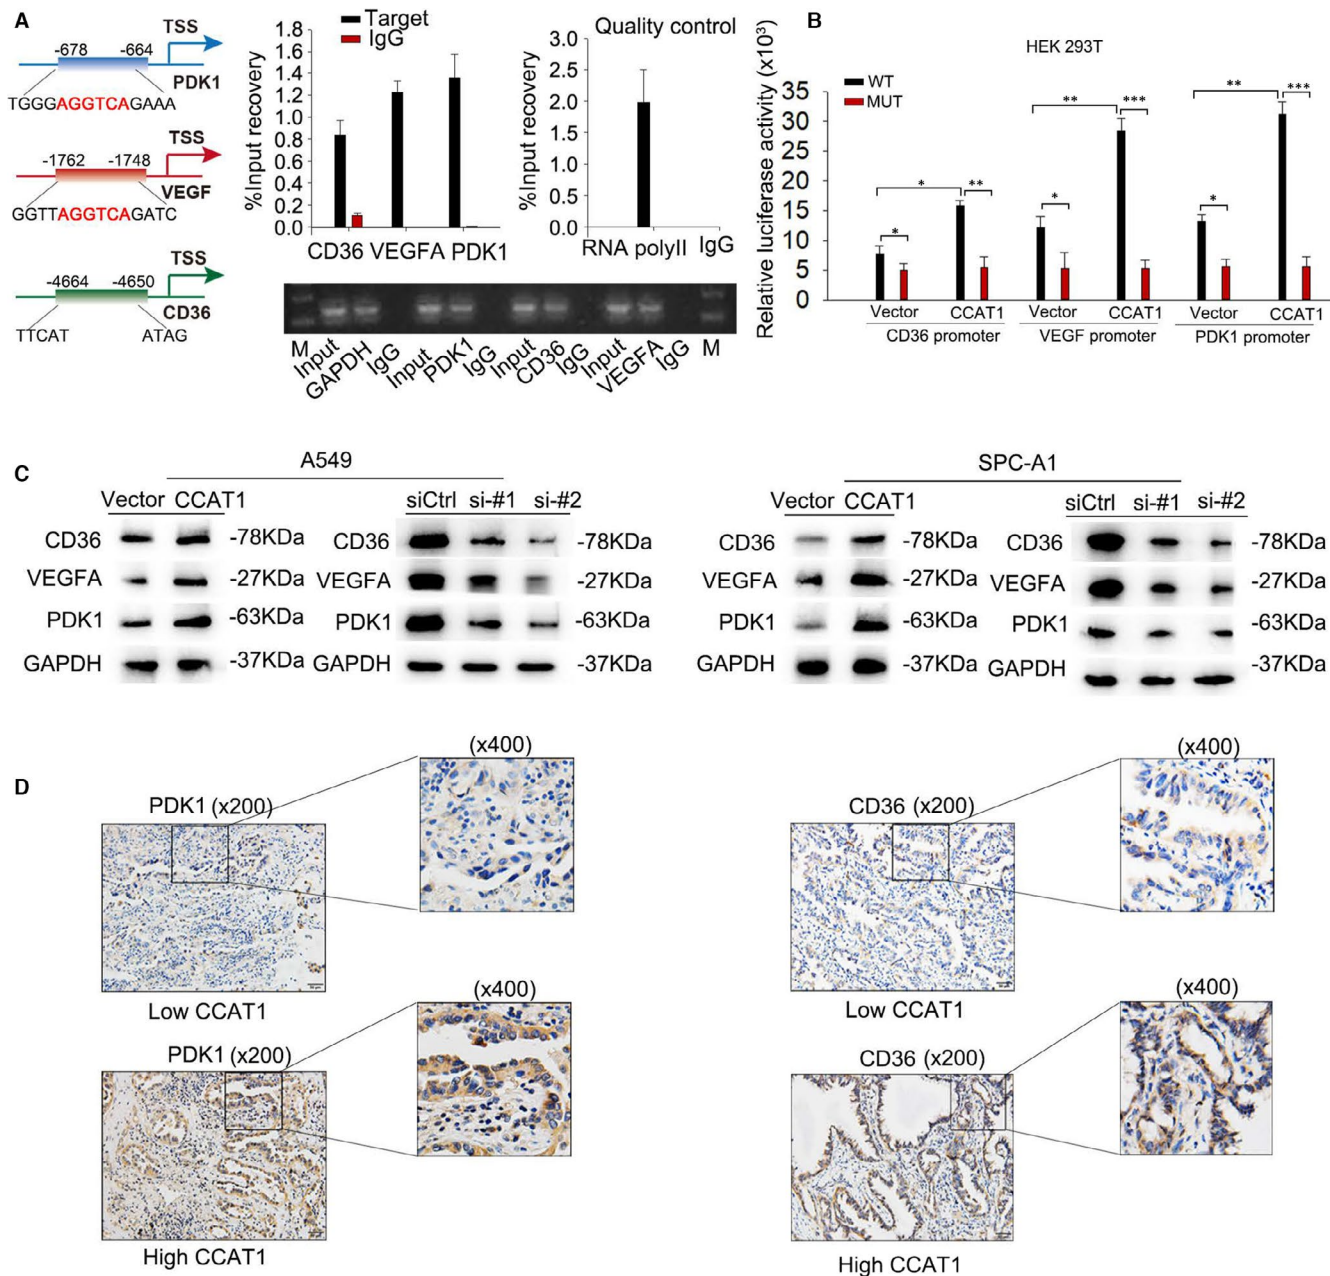 A
-678 -664 TSS
PDK1
TGGGAGGTCAGAAA
-1762 -1748 TSS
VEGF
GGTTAGGTCAGATC
-4664 -4650 TSS
CD36
TTCAT ATAG
Target
IgG
%Input recovery
1.8
1.6
1.4
1.2
1.0
0.8
0.6
0.4
0.2
0.0
CD36 VEGFA PDK1
Quality control
%Input recovery
3.0
2.5
2.0
1.5
1.0
0.5
0.0
RNA polyII IgG
M Input GAPDH IgG Input PDK1 IgG Input CD36 IgG Input VEGFA IgG M
B
HEK 293T
Relative luciferase activity (x10³)
WT
MUT
35
30
25
20
15
10
5
0
* * ** ** * *** ** * ***
Vector CCAT1 Vector CCAT1 Vector CCAT1
CD36 promoter VEGF promoter PDK1 promoter
C
A549
Vector CCAT1 siCtrl si-#1 si-#2
CD36 -78KDa CD36 -78KDa
VEGFA -27KDa VEGFA -27KDa
PDK1 -63KDa PDK1 -63KDa
GAPDH -37KDa GAPDH -37KDa
SPC-A1
Vector CCAT1 siCtrl si-#1 si-#2
CD36 -78KDa CD36 -78KDa
VEGFA -27KDa VEGFA -27KDa
PDK1 -63KDa PDK1 -63KDa
GAPDH -37KDa GAPDH -37KDa
D
PDK1 (x200)
(x400)
Low CCAT1
PDK1 (x200)
(x400)
High CCAT1
CD36 (x200)
(x400)
Low CCAT1
CD36 (x200)
(x400)
High CCAT1